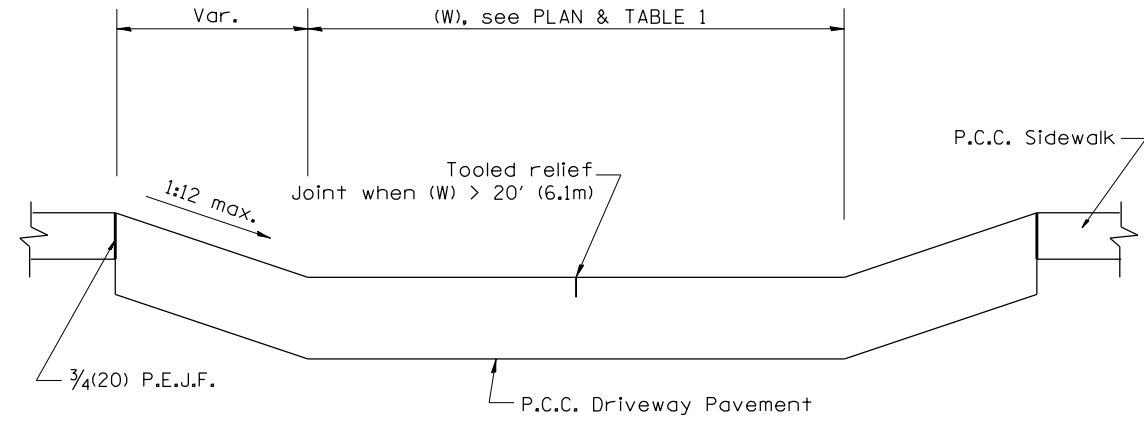 Var.
(W), see PLAN & TABLE 1
P.C.C. Sidewalk
Tooled relief
Joint when (W) > 20' (6.1m)
1:12 max.
¾(20) P.E.J.F.
P.C.C. Driveway Pavement